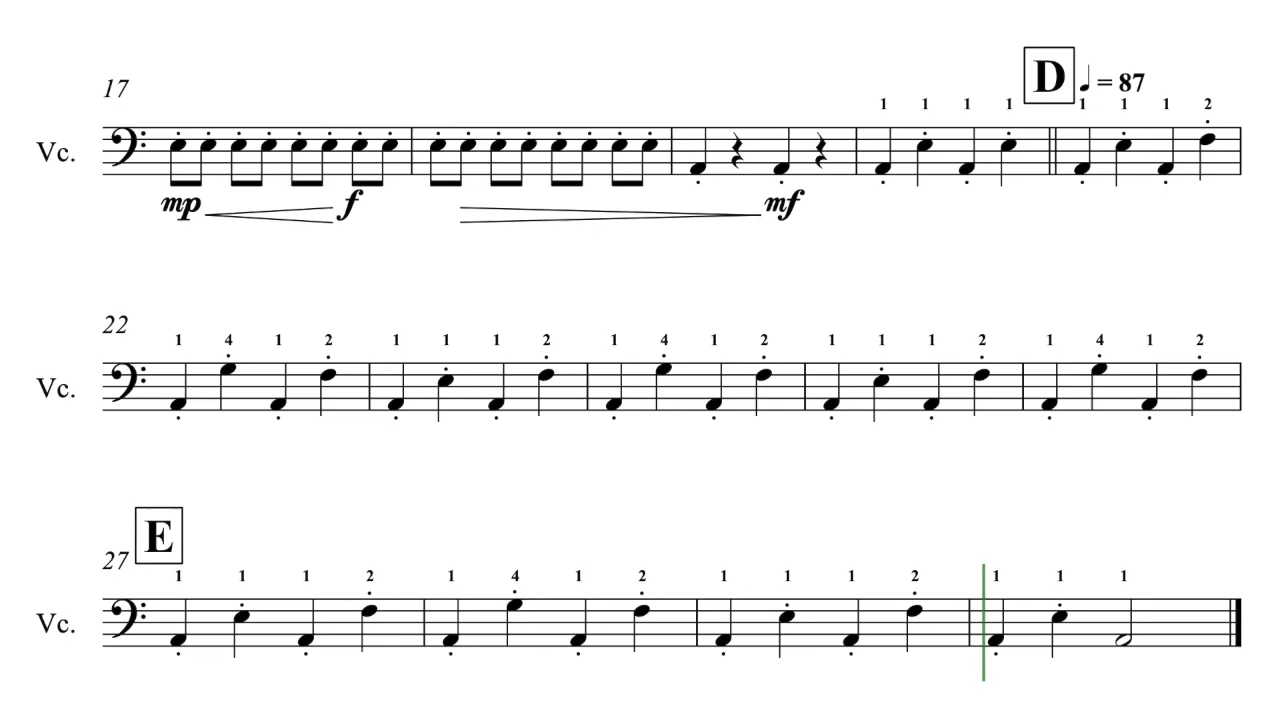 D ♩ = 87
17 1 1 1 1 1 1 1 2
Vc.
mp f mf
22 1 4 1 2 1 1 1 2 1 4 1 2 1 1 1 2 1 4 1 2
Vc.
E
27 1 1 1 2 1 4 1 2 1 1 1 2 1 1 1
Vc.